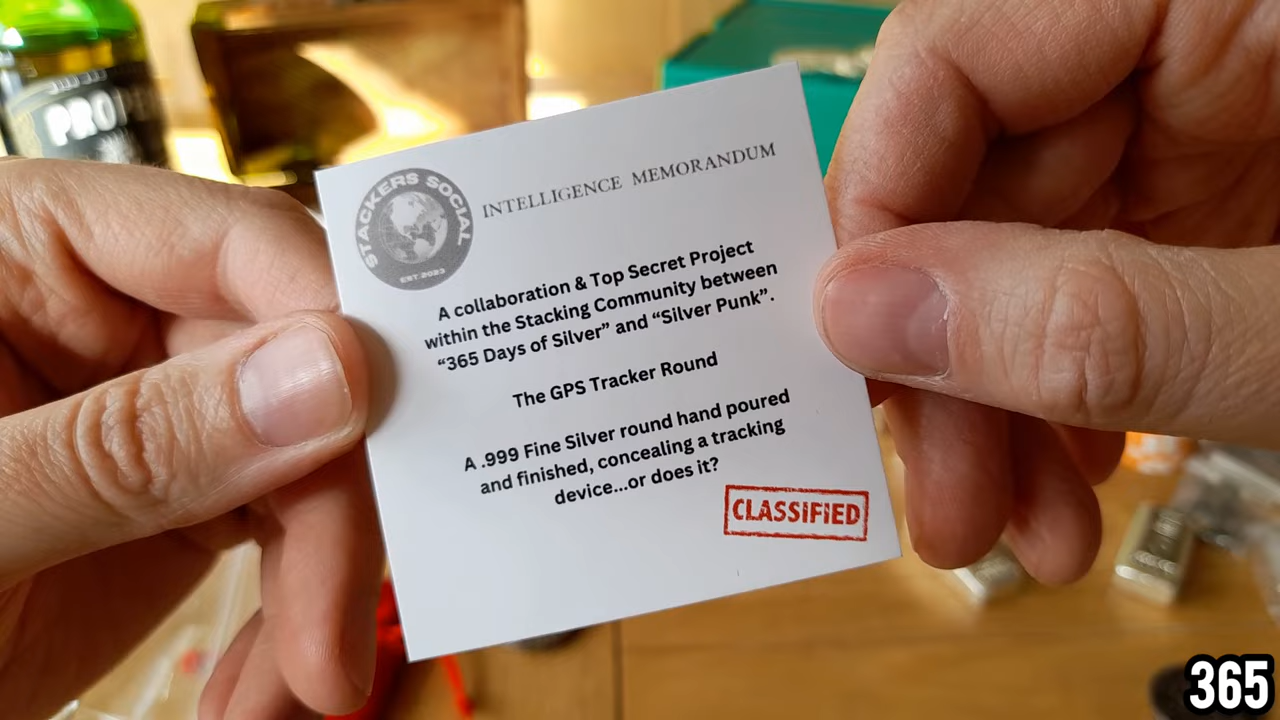 PRO
STACKERS SOCIAL
EST 2023
INTELLIGENCE MEMORANDUM
A collaboration & Top Secret Project
within the Stacking Community between
“365 Days of Silver” and “Silver Punk”.
The GPS Tracker Round
A .999 Fine Silver round hand poured
and finished, concealing a tracking
device...or does it?
CLASSIFIED
365